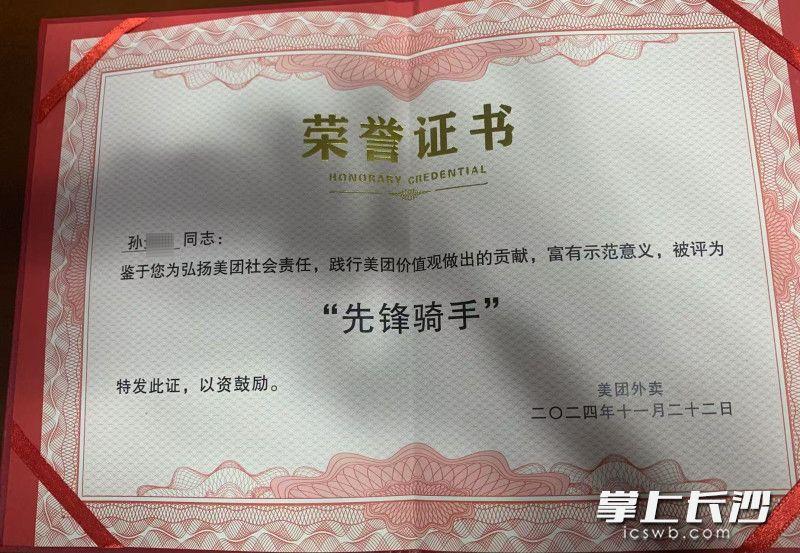 荣誉证书
HONORARY CREDENTIAL
孙 同志：
鉴于您为弘扬美团社会责任，践行美团价值观做出的贡献，富有示范意义，被评为
“先锋骑手”
特发此证，以资鼓励。
美团外卖
二〇二四年十一月二十二日
掌上长沙
icswb.com